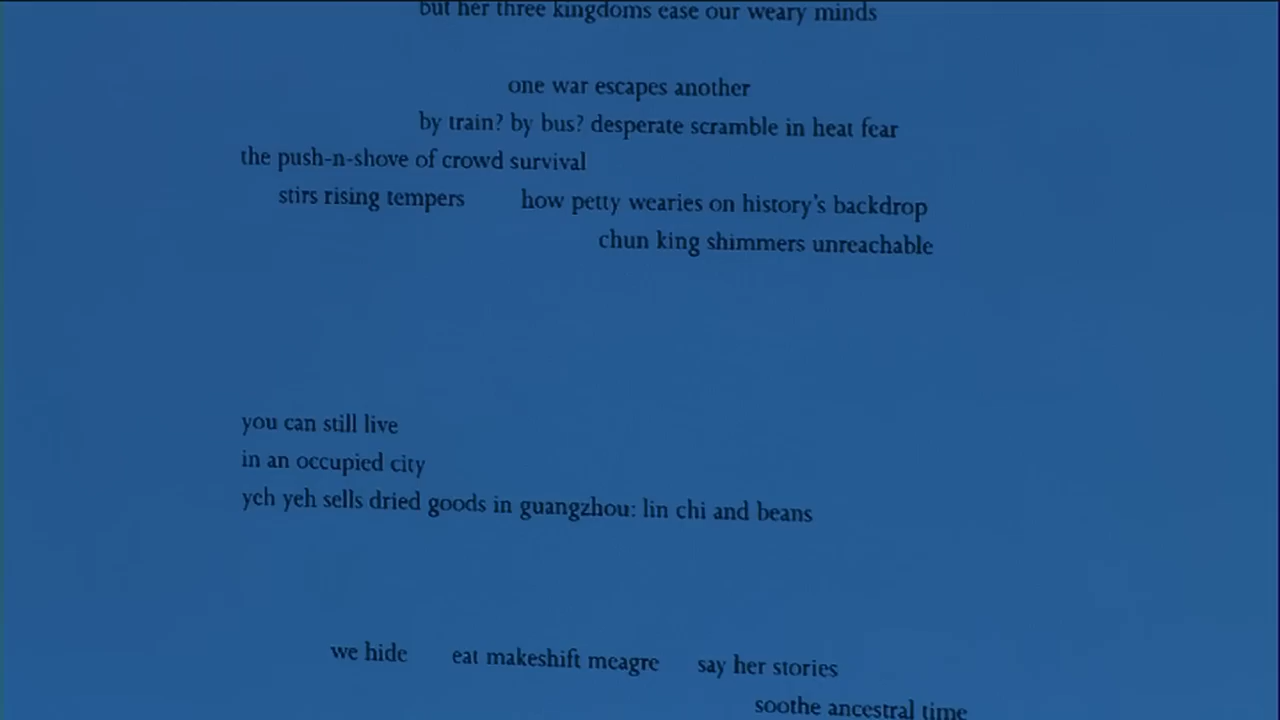 but her three kingdoms ease our weary minds
one war escapes another
by train? by bus? desperate scramble in heat fear
the push-n-shove of crowd survival
stirs rising tempers how petty wearies on history's backdrop
chun king shimmers unreachable
you can still live
in an occupied city
yeh yeh sells dried goods in guangzhou: lin chi and beans
we hide eat makeshift meagre say her stories
soothe ancestral time